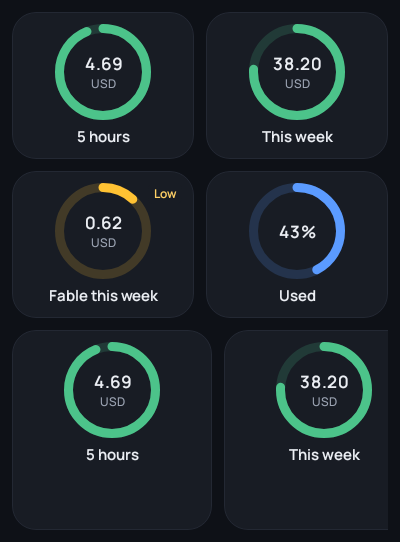 4.69
USD
5 hours
38.20
USD
This week
Low
0.62
USD
Fable this week
43%
Used
4.69
USD
5 hours
38.20
USD
This week